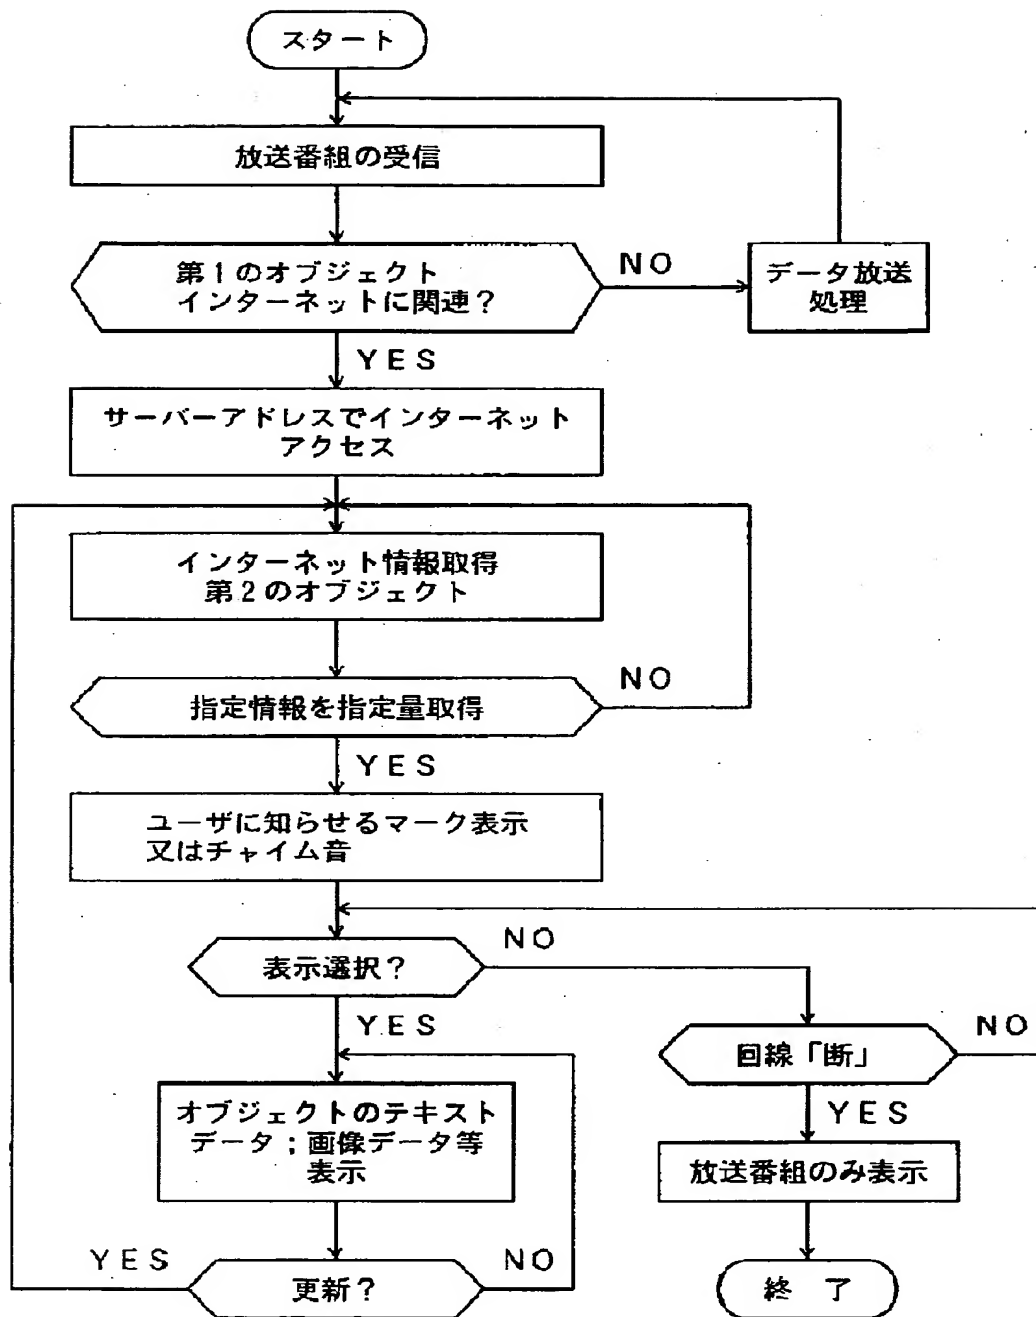 スタート
放送番組の受信
第1のオブジェクト
インターネットに関連？
NO
データ放送
処理
YES
サーバーアドレスでインターネット
アクセス
インターネット情報取得
第2のオブジェクト
指定情報を指定量取得
NO
YES
ユーザに知らせるマーク表示
又はチャイム音
表示選択？
NO
YES
回線「断」
NO
YES
オブジェクトのテキスト
データ；画像データ等
表示
放送番組のみ表示
更新？
YES
NO
終 了